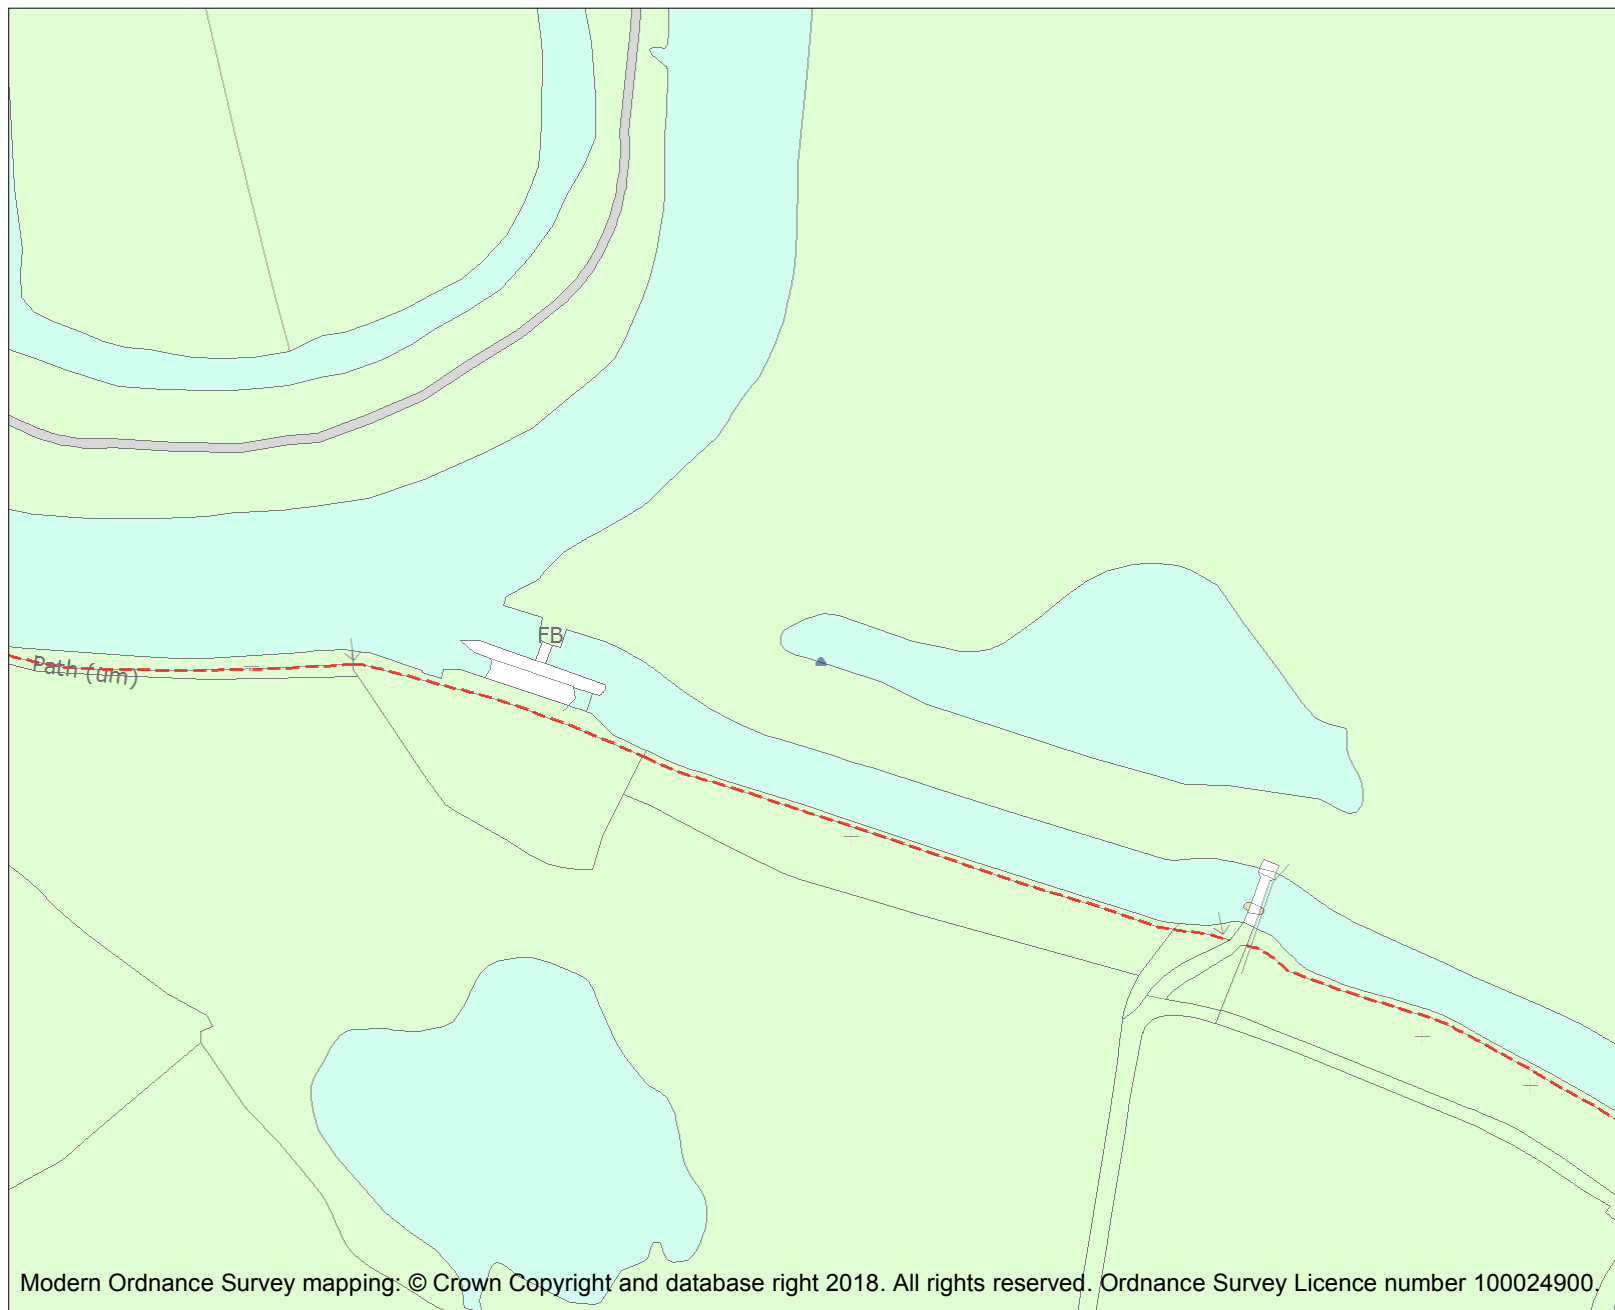 FB
Path (um)
Modern Ordnance Survey mapping: © Crown Copyright and database right 2018. All rights reserved. Ordnance Survey Licence number 100024900.